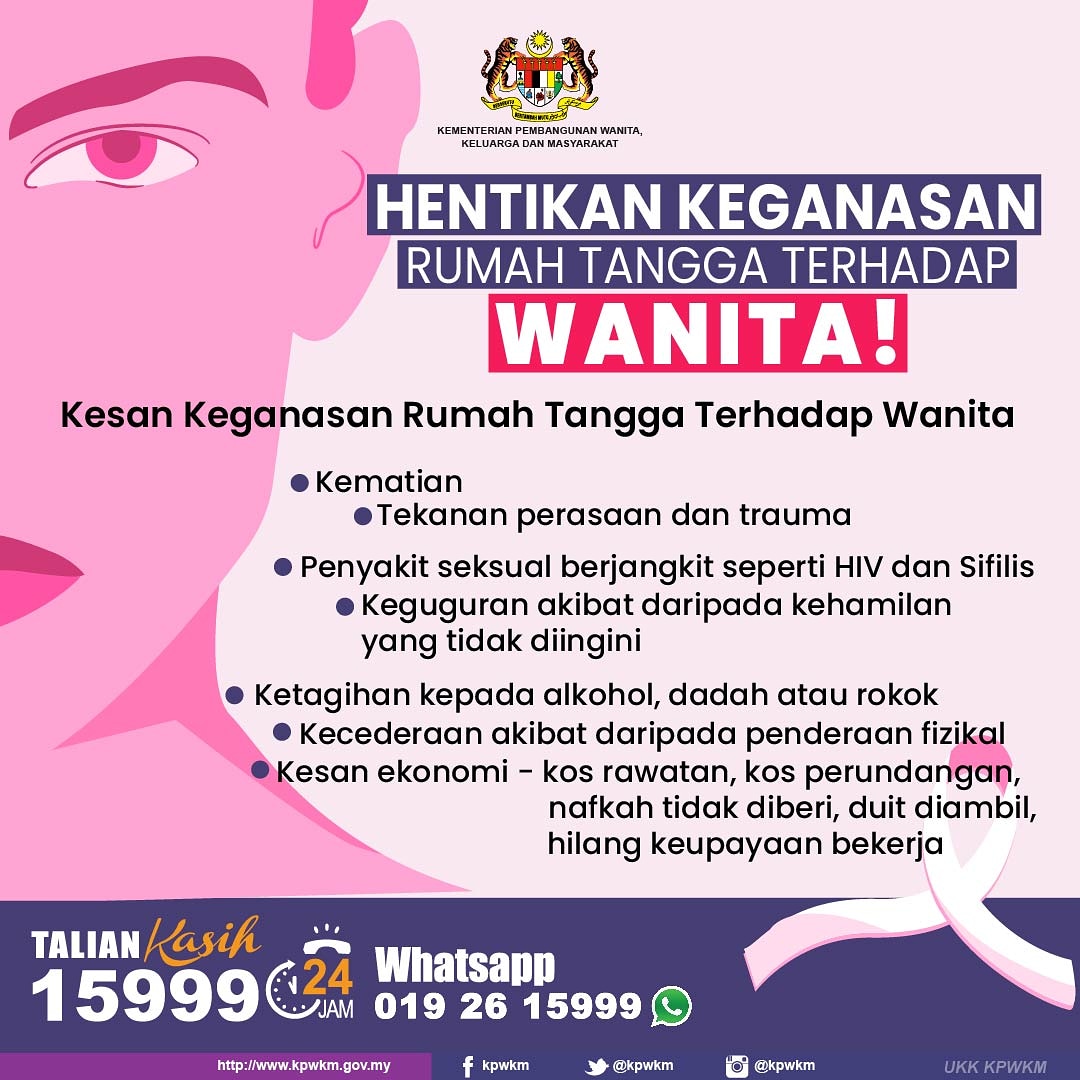 KEMENTERIAN PEMBANGUNAN WANITA,
KELUARGA DAN MASYARAKAT
HENTIKAN KEGANASAN
RUMAH TANGGA TERHADAP
WANITA!
Kesan Keganasan Rumah Tangga Terhadap Wanita
Kematian
Tekanan perasaan dan trauma
Penyakit seksual berjangkit seperti HIV dan Sifilis
Keguguran akibat daripada kehamilan
yang tidak diingini
Ketagihan kepada alkohol, dadah atau rokok
Kecederaan akibat daripada penderaan fizikal
Kesan ekonomi - kos rawatan, kos perundangan,
nafkah tidak diberi, duit diambil,
hilang keupayaan bekerja
TALIAN Kasih
15999
24
JAM
Whatsapp
019 26 15999
http://www.kpwkm.gov.my
kpwkm
@kpwkm
@kpwkm
UKK KPWKM